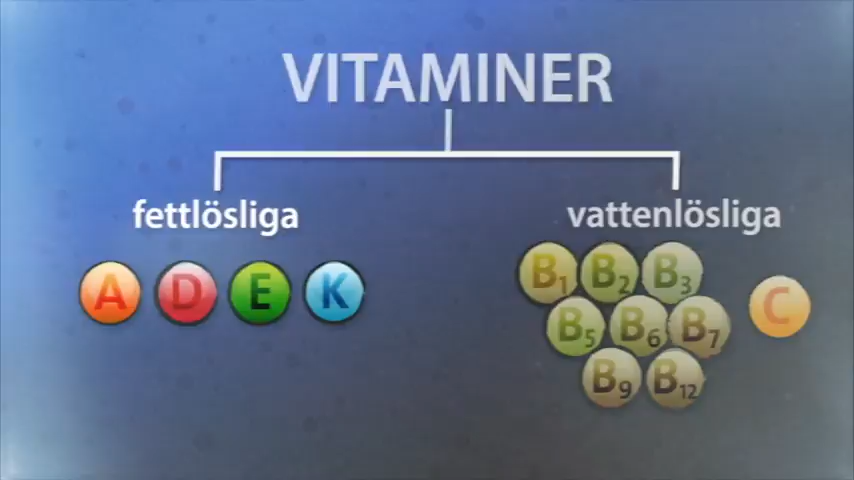 VITAMINER
fettlösliga
vattenlösliga
A D E K
B1 B2 B3
B5 B6 B7
B9 B12
C